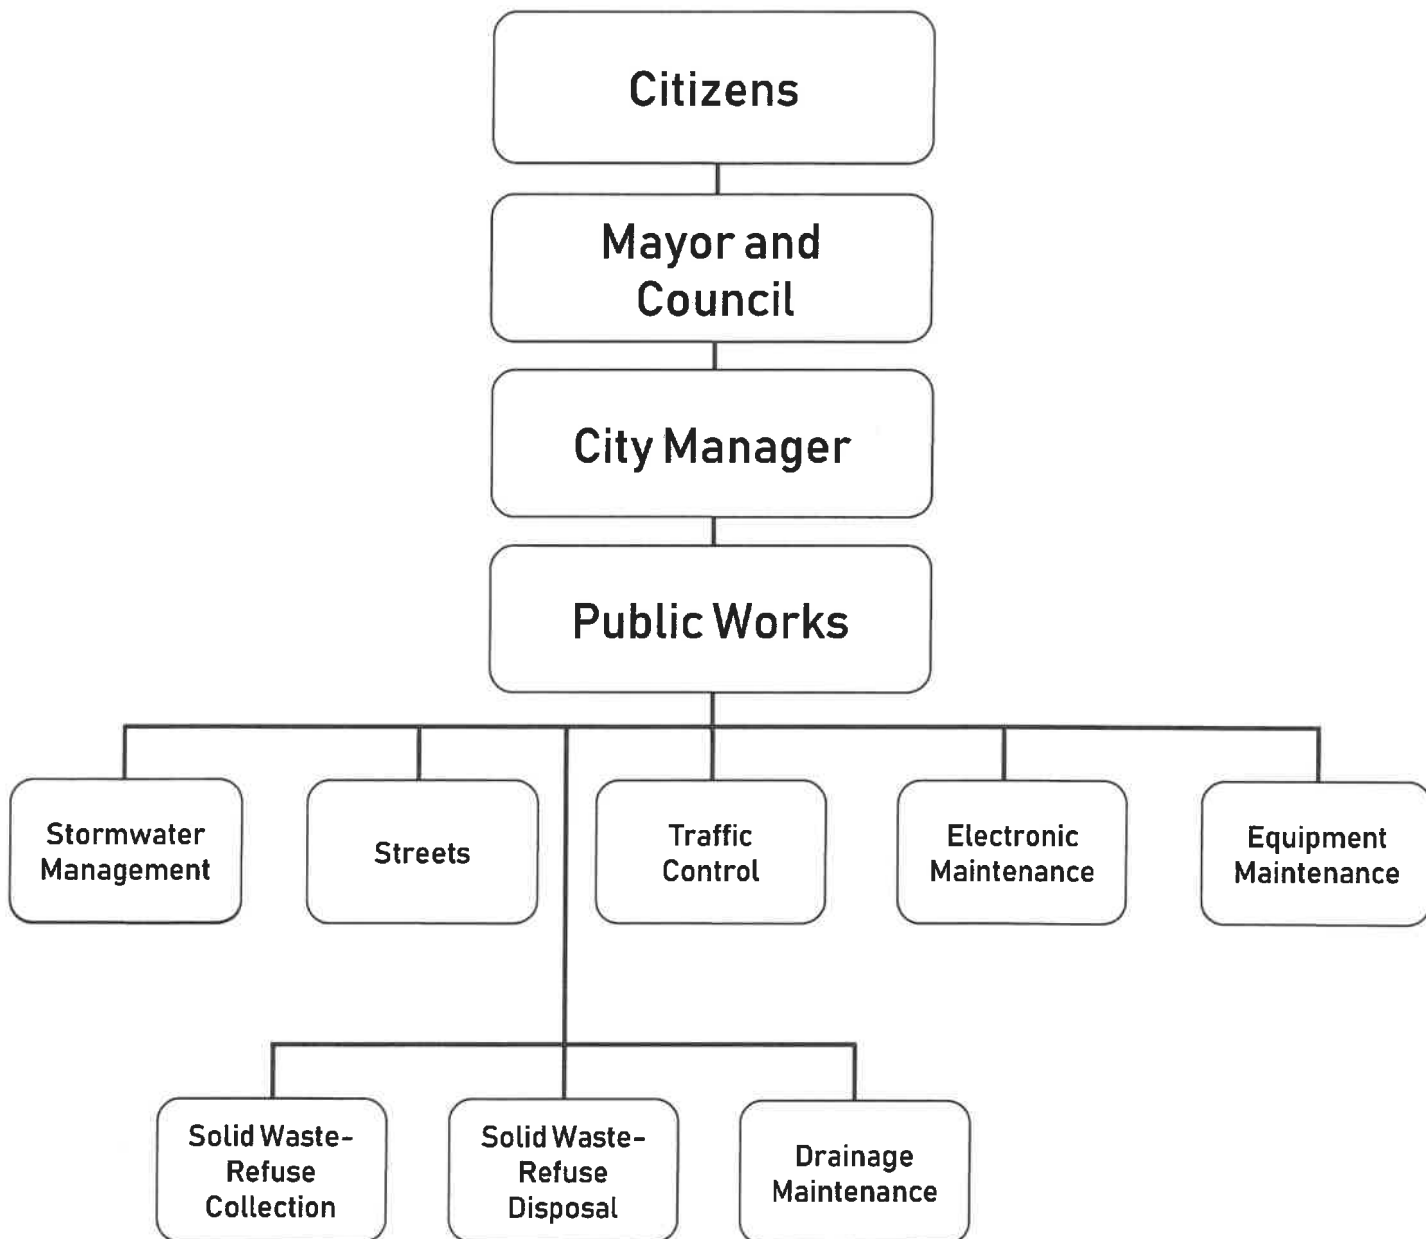 Citizens
Mayor and
Council
City Manager
Public Works
Stormwater
Management
Streets
Traffic
Control
Electronic
Maintenance
Equipment
Maintenance
Solid Waste-
Refuse
Collection
Solid Waste-
Refuse
Disposal
Drainage
Maintenance